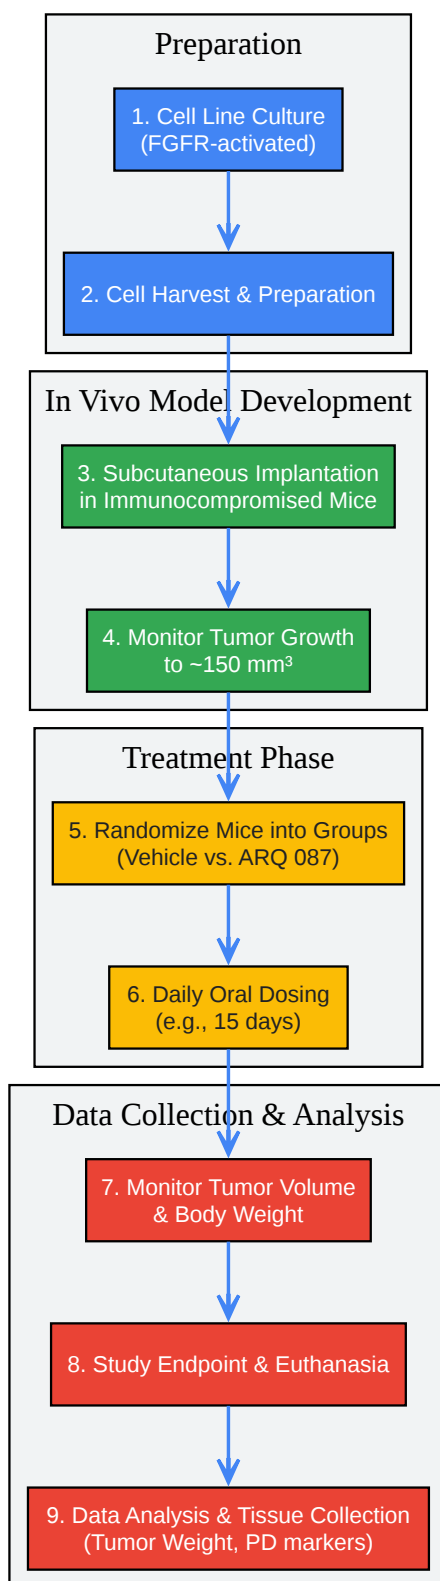 Preparation
1. Cell Line Culture
(FGFR-activated)
2. Cell Harvest & Preparation
In Vivo Model Development
3. Subcutaneous Implantation
in Immunocompromised Mice
4. Monitor Tumor Growth
to ~150 mm³
Treatment Phase
5. Randomize Mice into Groups
(Vehicle vs. ARQ 087)
6. Daily Oral Dosing
(e.g., 15 days)
Data Collection & Analysis
7. Monitor Tumor Volume
& Body Weight
8. Study Endpoint & Euthanasia
9. Data Analysis & Tissue Collection
(Tumor Weight, PD markers)